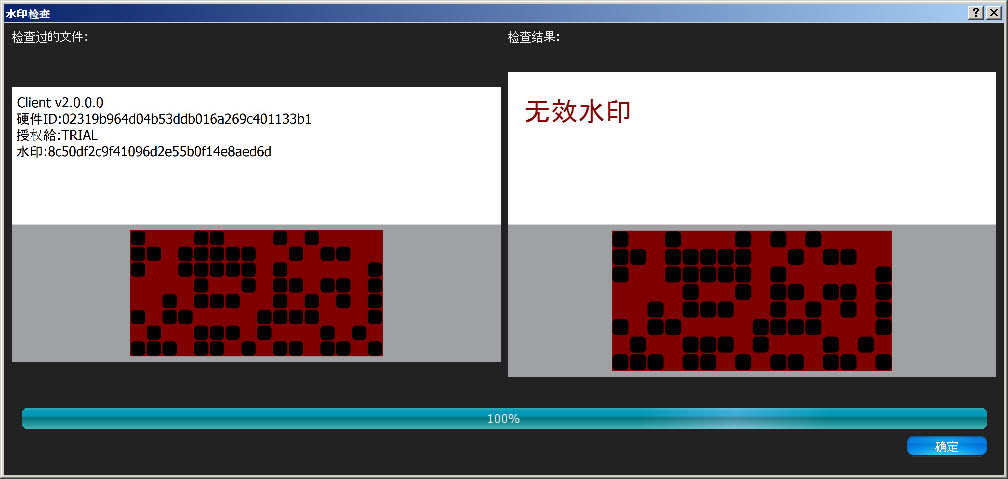 水印检查
检查过的文件:
检查结果:
Client v2.0.0.0
硬件ID:02319b964d04b53ddb016a269c401133b1
授权給:TRIAL
水印:8c50df2c9f41096d2e55b0f14e8aed6d
无效水印
100%
确定